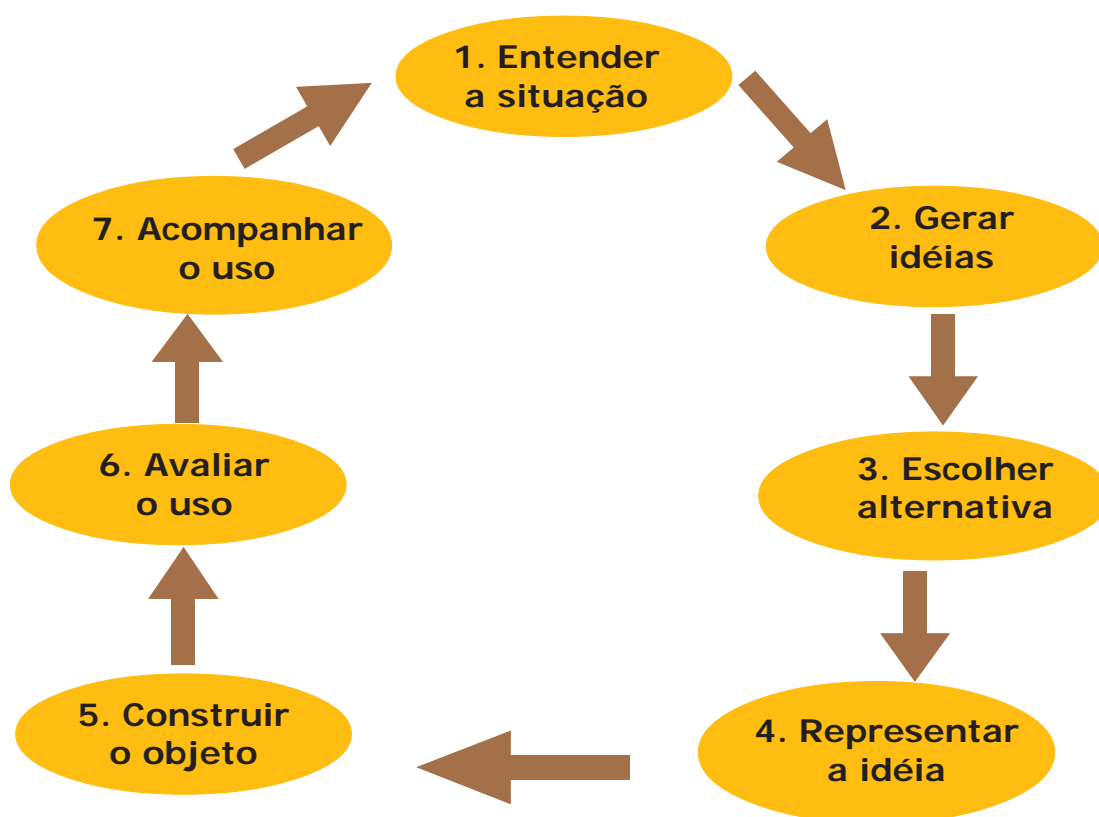 1. Entender
a situação
2. Gerar
idéias
3. Escolher
alternativa
4. Representar
a idéia
5. Construir
o objeto
6. Avaliar
o uso
7. Acompanhar
o uso